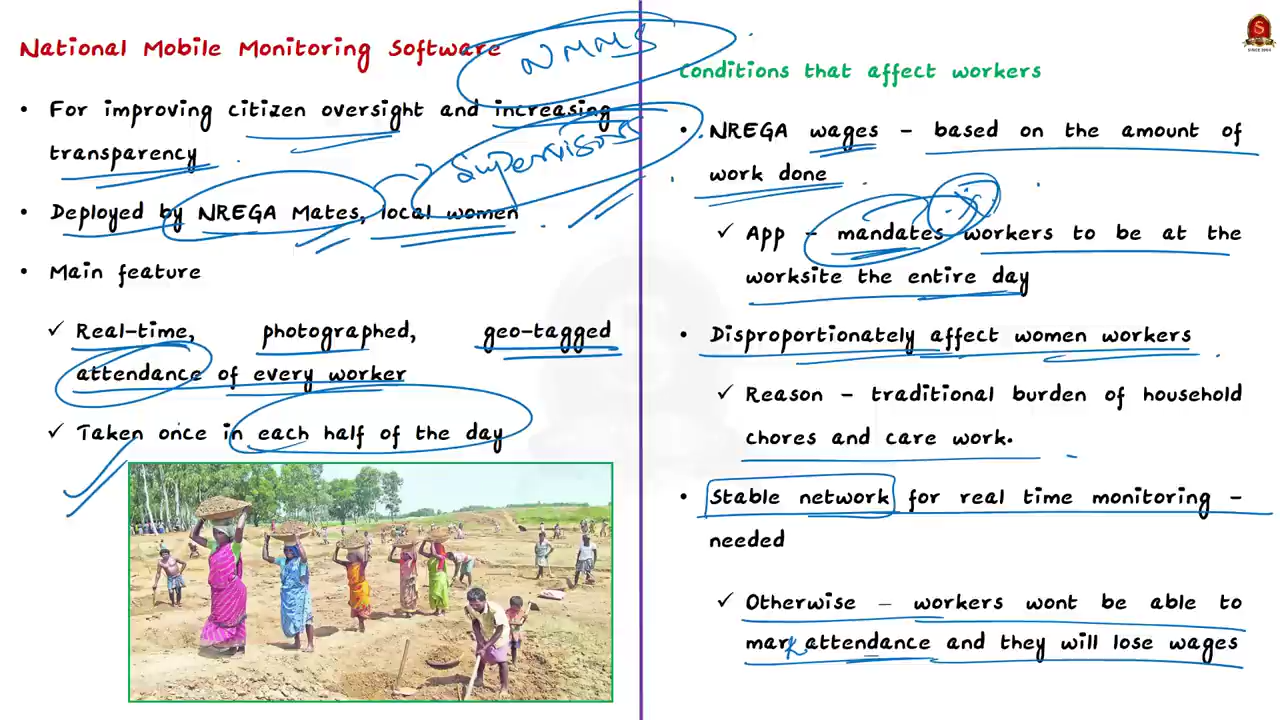 National Mobile Monitoring Software
NMMS
• For improving citizen oversight and increasing
transparency
Supervisors
• Deployed by NREGA Mates, local women
• Main feature
✓ Real-time, photographed, geo-tagged
attendance of every worker
✓ Taken once in each half of the day
Conditions that affect workers
• NREGA wages – based on the amount of
work done
✓ App – mandates workers to be at the
worksite the entire day
• Disproportionately affect women workers
✓ Reason – traditional burden of household
chores and care work.
• Stable network for real time monitoring –
needed
✓ Otherwise – workers wont be able to
mark attendance and they will lose wages